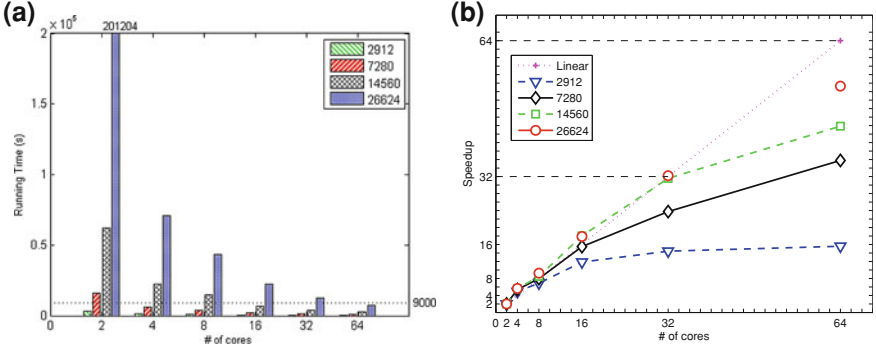 (a)
× 10⁵
201204
2
1.5
1
0.5
0
Running Time (s)
2912
7280
14560
26624
9000
0 2 4 8 16 32 64
# of cores
(b)
64
32
16
8
4
2
Speedup
Linear
2912
7280
14560
26624
0 2 4 8 16 32 64
# of cores